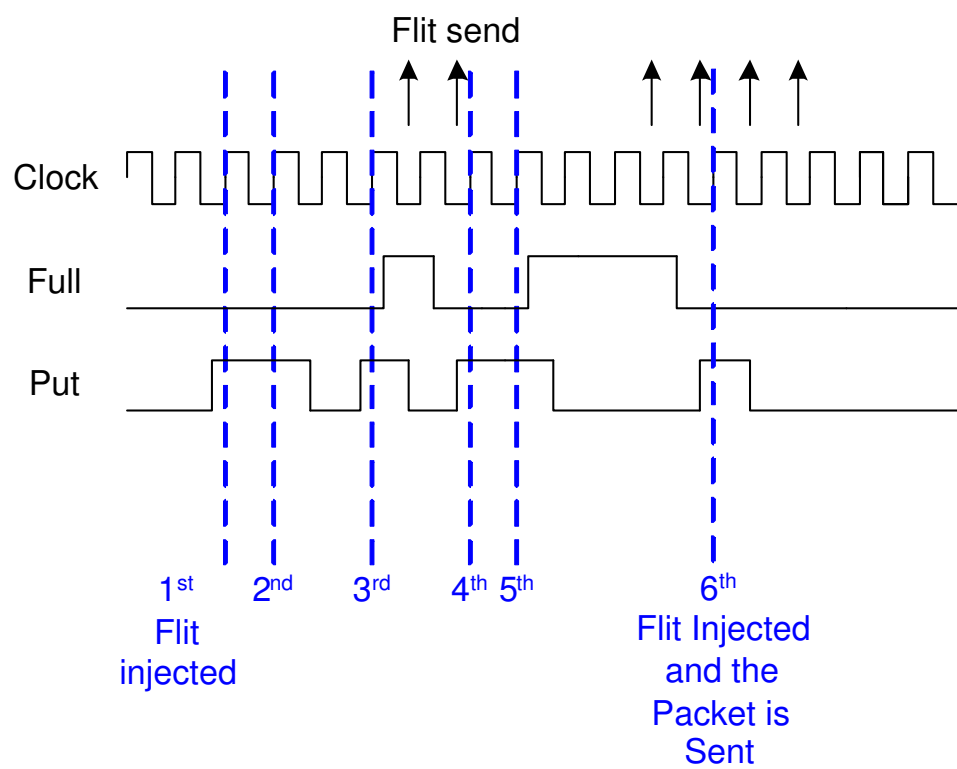 Flit send
Clock
Full
Put
1st 2nd 3rd 4th 5th 6th
Flit
injected
Flit Injected
and the
Packet is
Sent